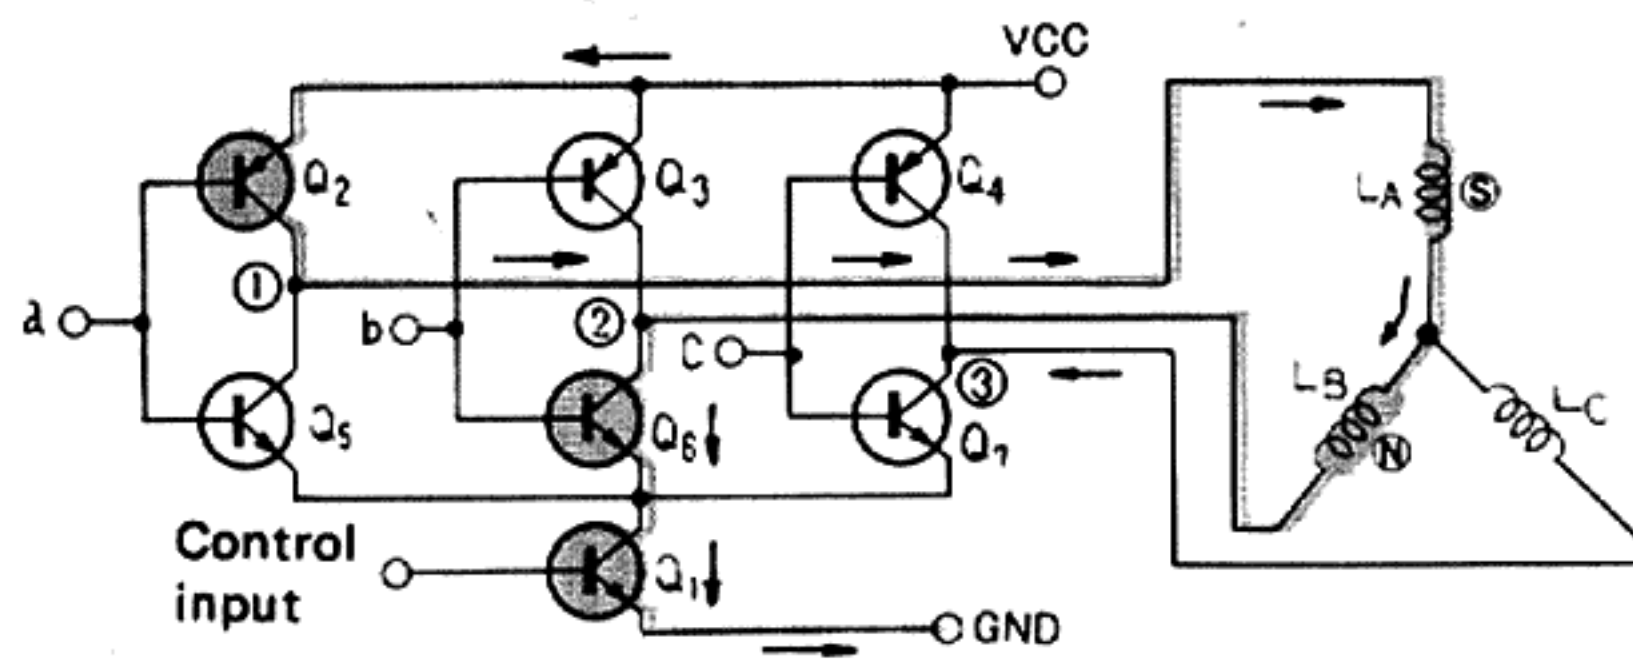 VCC
Q2
Q3
Q4
LA
S
1
a
b
2
C
3
LB
LC
N
Q5
Q6
Q7
Control
input
Q1
GND